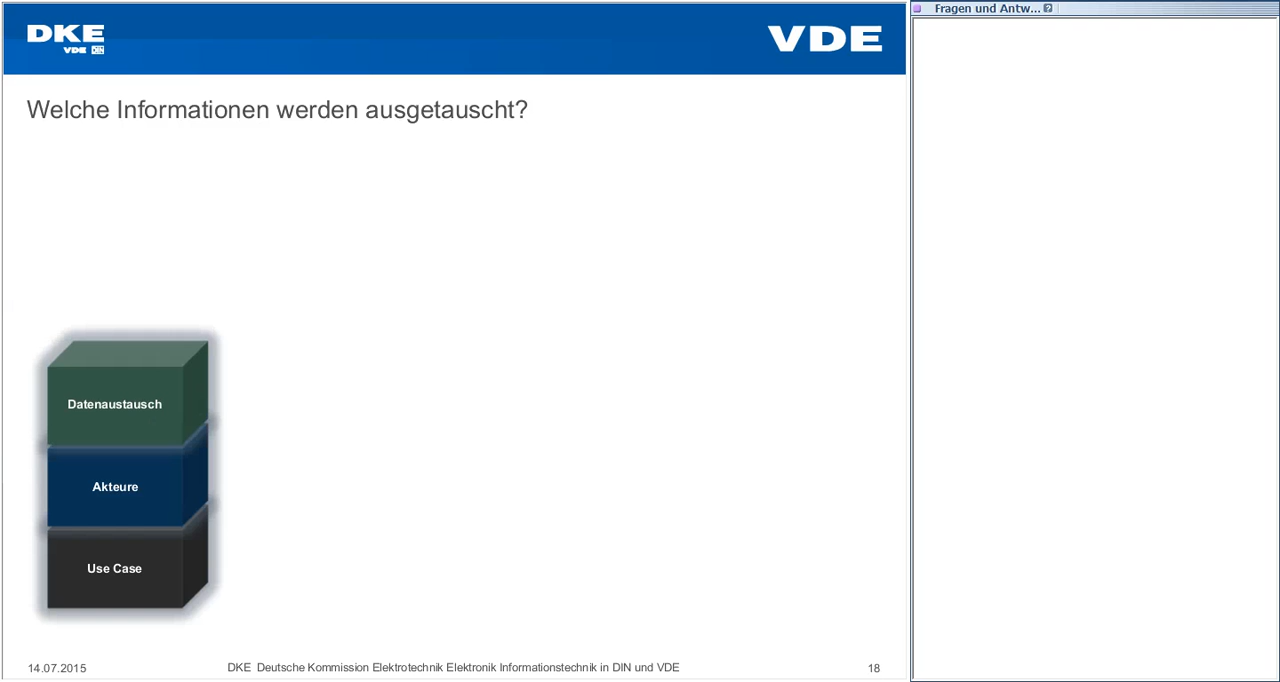 DKE
VDE DIN
VDE
Fragen und Antw...
Welche Informationen werden ausgetauscht?
Datenaustausch
Akteure
Use Case
14.07.2015
DKE Deutsche Kommission Elektrotechnik Elektronik Informationstechnik in DIN und VDE
18